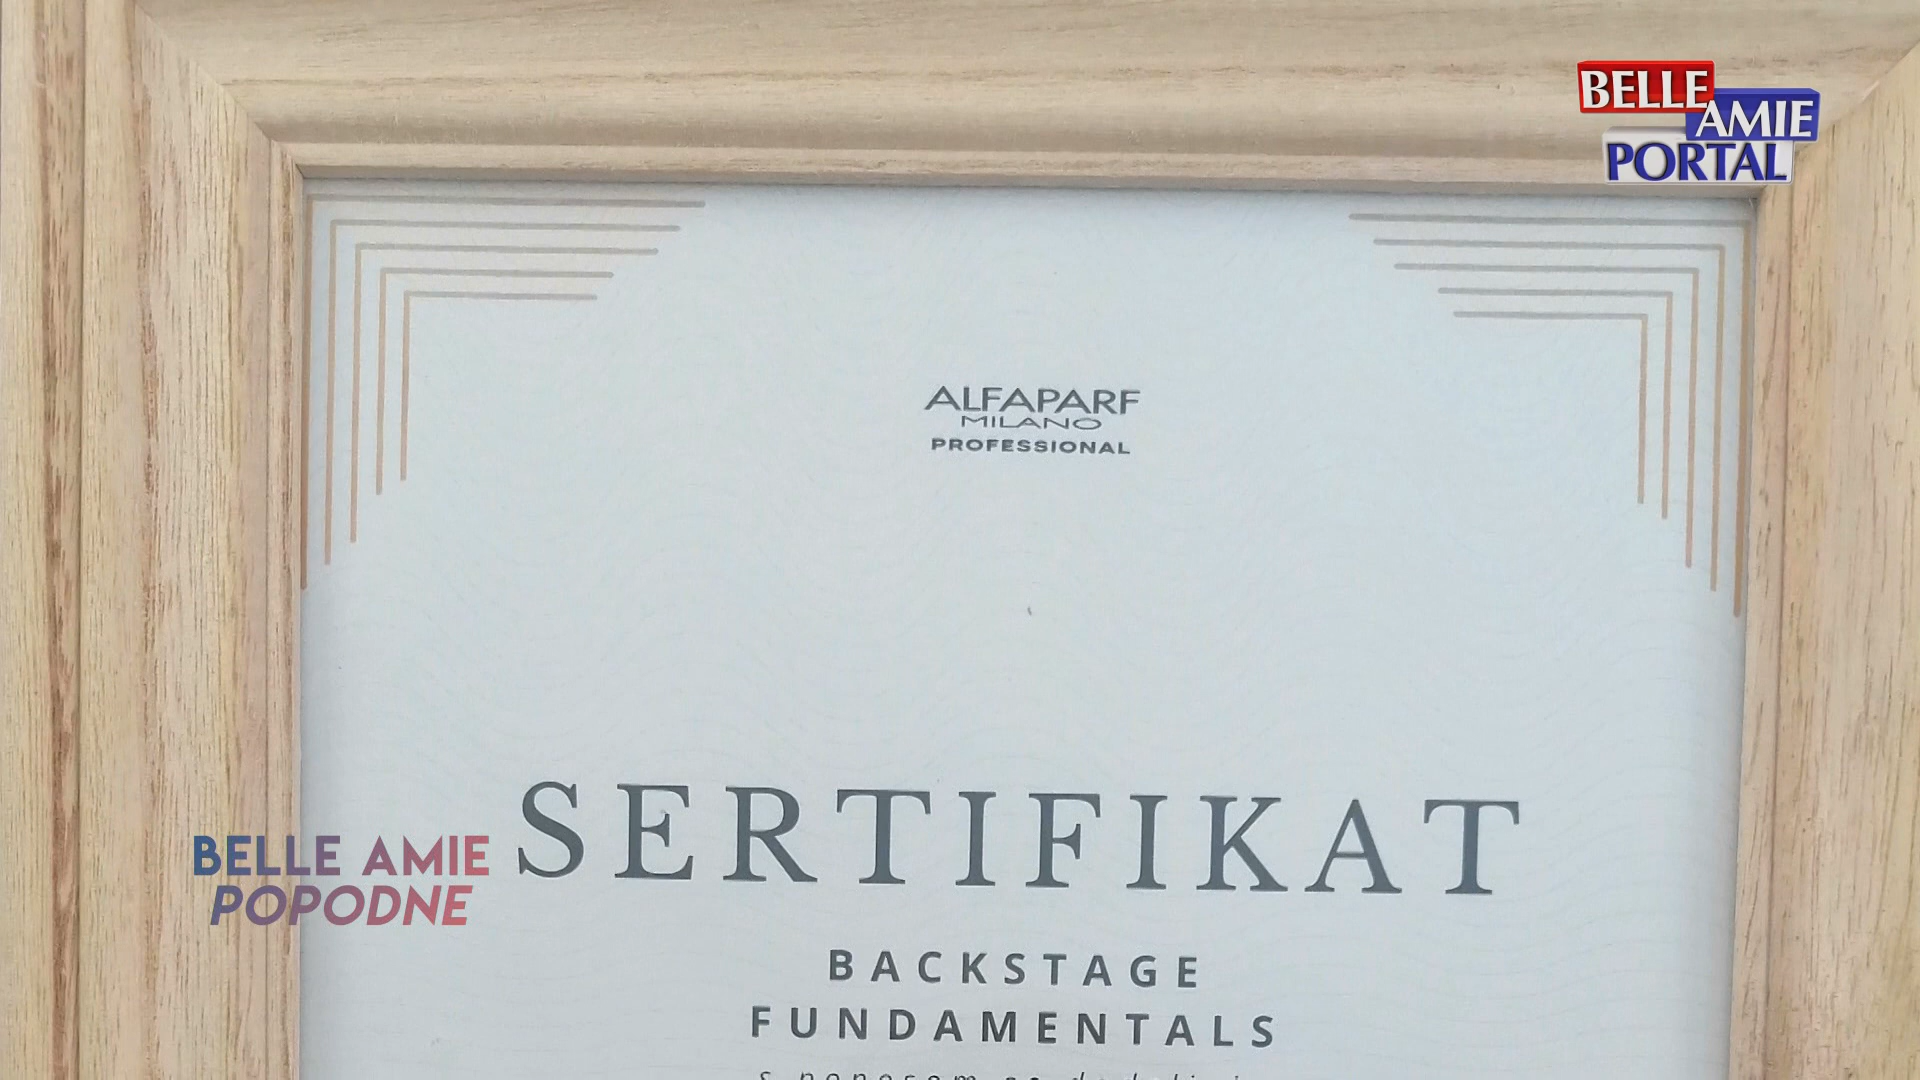 BELLE
AMIE
PORTAL
ALFAPARF
MILANO
PROFESSIONAL
SERTIFIKAT
BELLE AMIE
POPODNE
BACKSTAGE
FUNDAMENTALS